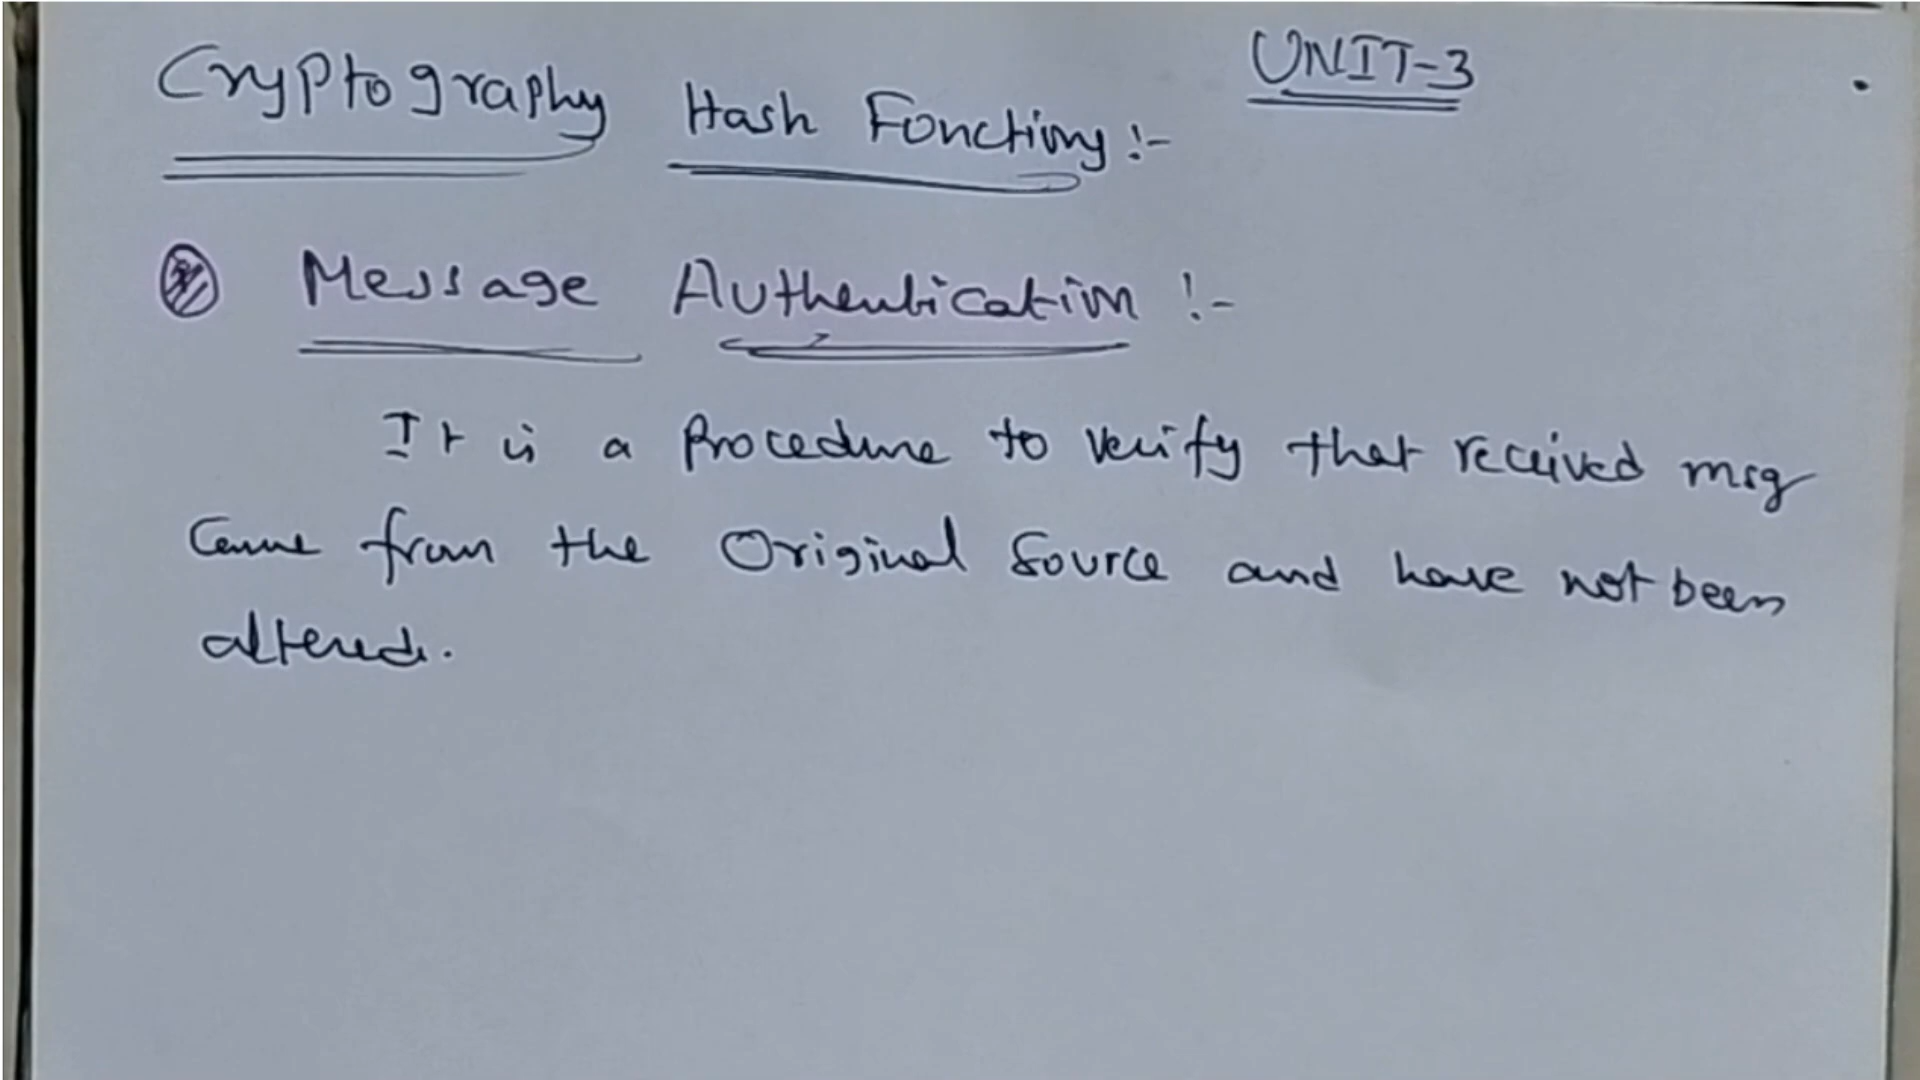 UNIT-3
Cryptography Hash Functions:-
Message Authentication :-
It is a Procedure to verify that received msg
Came from the Original Source and have not been
altered.